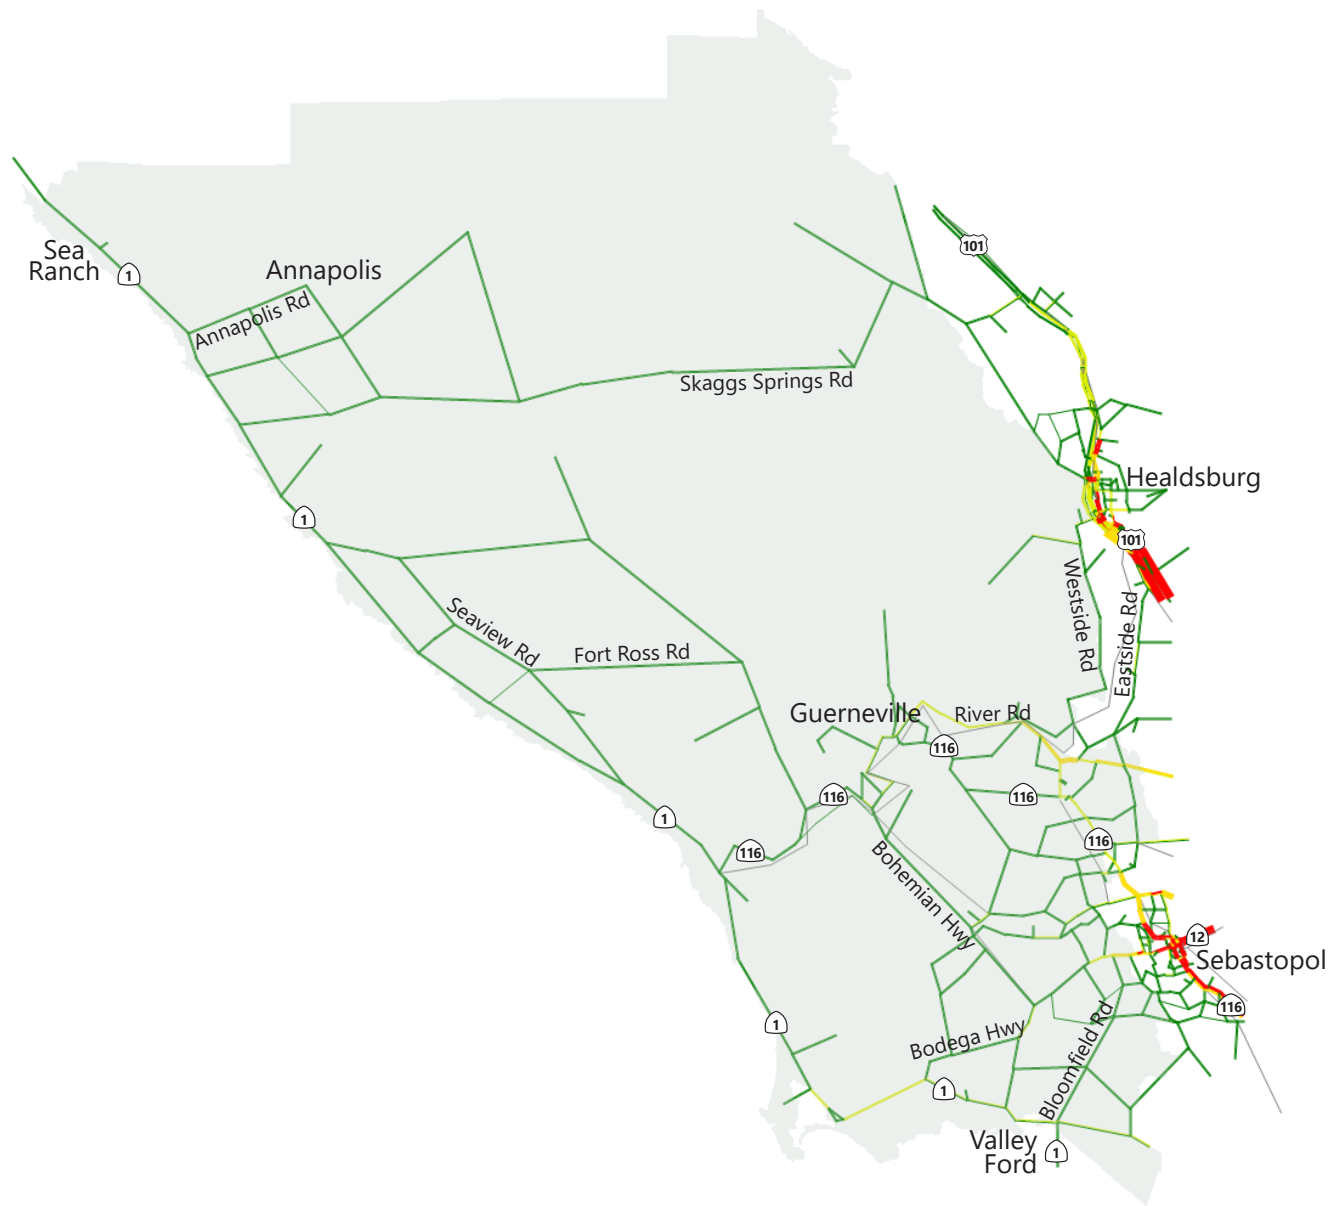 101
Sea
Ranch
1
Annapolis
Annapolis Rd
Skaggs Springs Rd
Healdsburg
1
101
Westside Rd
Eastside Rd
Seaview Rd
Fort Ross Rd
Guerneville
River Rd
116
116
116
1
116
116
Bohemian Hwy
12
Sebastopol
116
1
Bodega Hwy
Bloomfield Rd
1
Valley
Ford
1